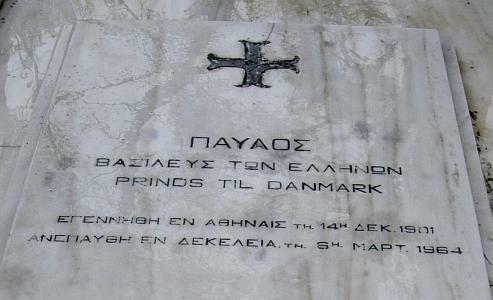 ΠΑΥΛΟΣ
ΒΑΣΙΛΕΥΣ ΤΩΝ ΕΛΛΗΝΩΝ
PRINDS TIL DANMARK
ΕΓΕΝΝΗΘΗ ΕΝ ΑΘΗΝΑΙΣ ΤΗ. 14Η ΔΕΚ. 1901
ΑΝΕΠΑΥΘΗ ΕΝ ΔΕΚΕΛΕΙΑ, ΤΗ. 6Η ΜΑΡΤ. 1964